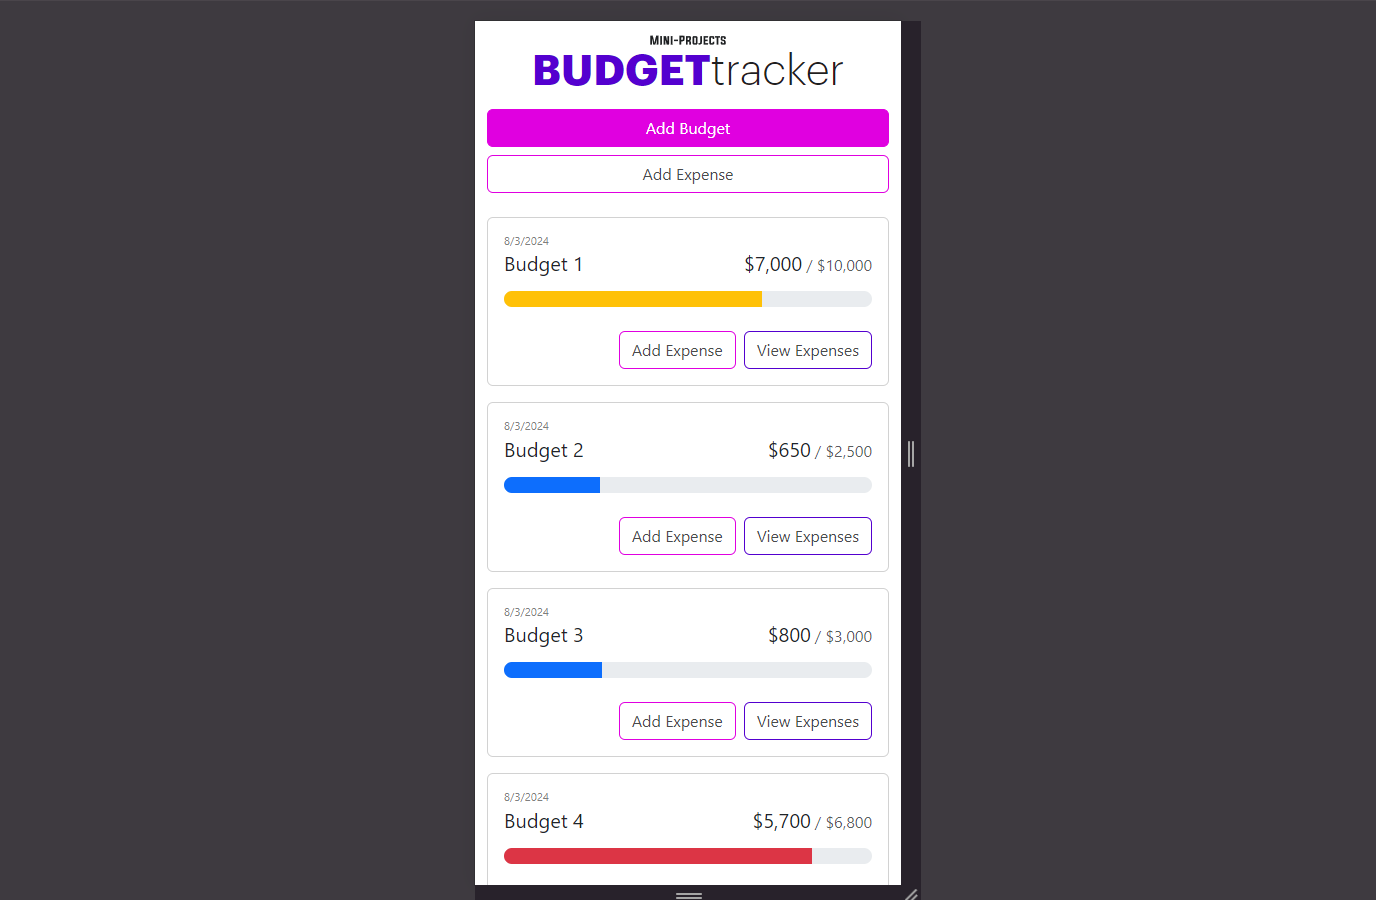 Mini-Projects
BUDGETtracker
Add Budget
Add Expense
8/3/2024
Budget 1 $7,000 / $10,000
Add Expense View Expenses
8/3/2024
Budget 2 $650 / $2,500
Add Expense View Expenses
8/3/2024
Budget 3 $800 / $3,000
Add Expense View Expenses
8/3/2024
Budget 4 $5,700 / $6,800